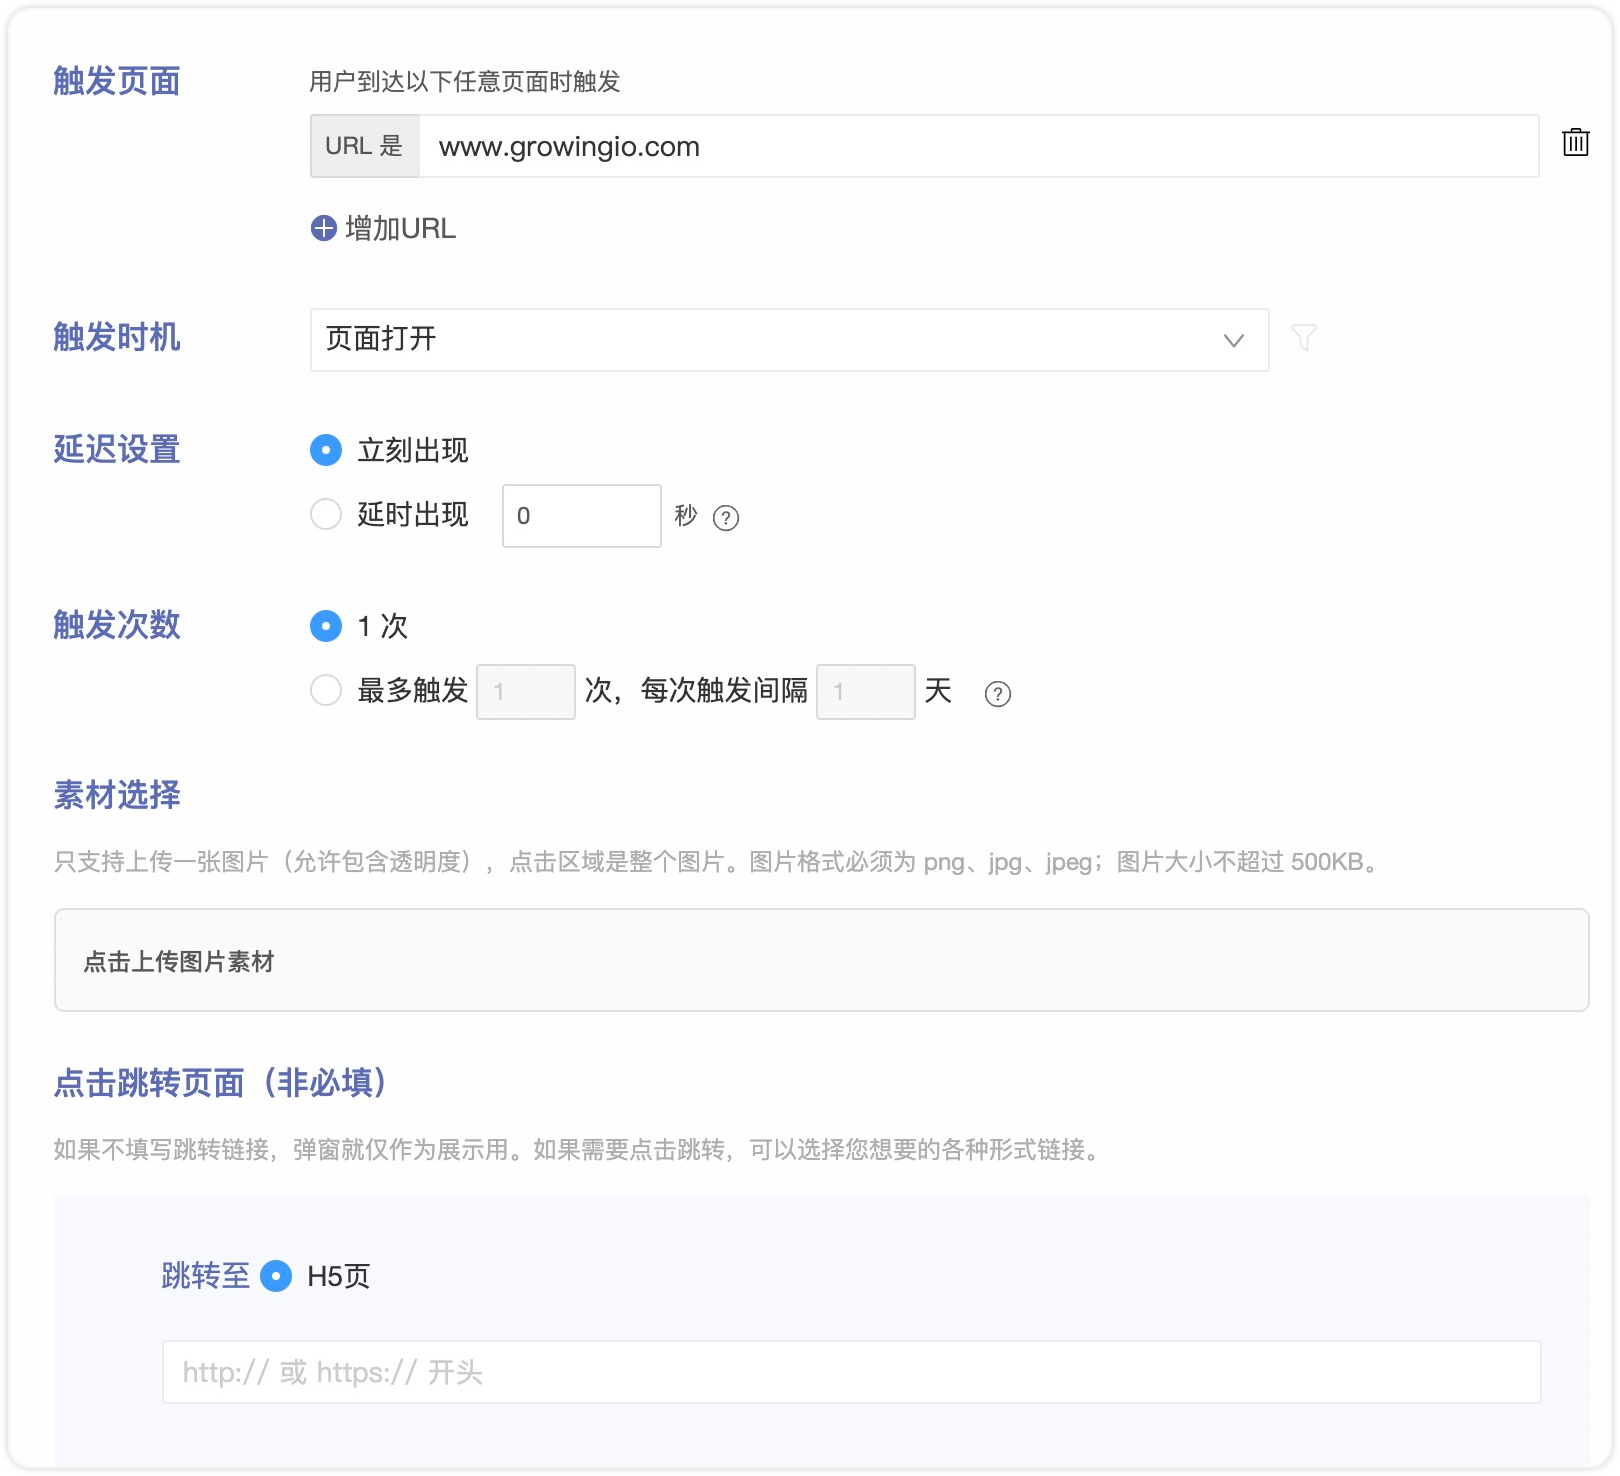 触发页面
用户到达以下任意页面时触发
URL 是 www.growingio.com
增加URL
触发时机 页面打开
延迟设置 立刻出现
延时出现 0 秒 ?
触发次数 1 次
最多触发 1 次，每次触发间隔 1 天 ?
素材选择
只支持上传一张图片（允许包含透明度），点击区域是整个图片。图片格式必须为 png、jpg、jpeg；图片大小不超过 500KB。
点击上传图片素材
点击跳转页面（非必填）
如果不填写跳转链接，弹窗就仅作为展示用。如果需要点击跳转，可以选择您想要的各种形式链接。
跳转至 H5页
http:// 或 https:// 开头